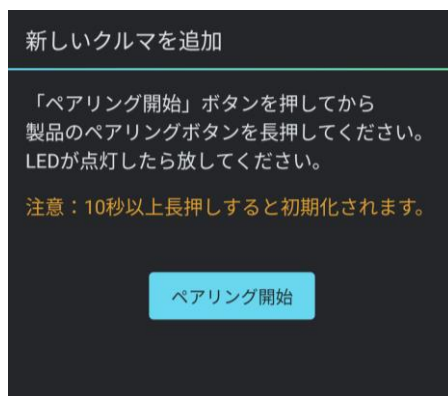 新しいクルマを追加
「ペアリング開始」ボタンを押してから
製品のペアリングボタンを長押してください。
LEDが点灯したら放してください。
注意：10秒以上長押しすると初期化されます。
ペアリング開始